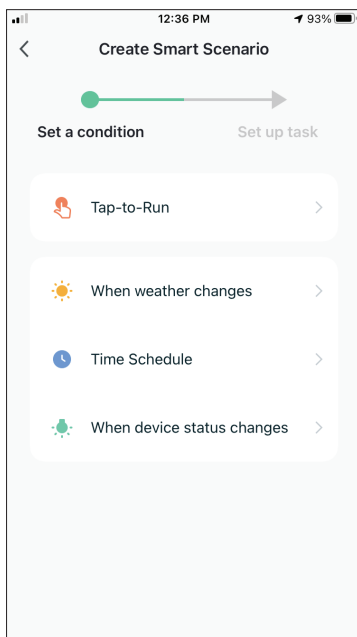 12:36 PM
93%
Create Smart Scenario
Set a condition
Set up task
Tap-to-Run
When weather changes
Time Schedule
When device status changes